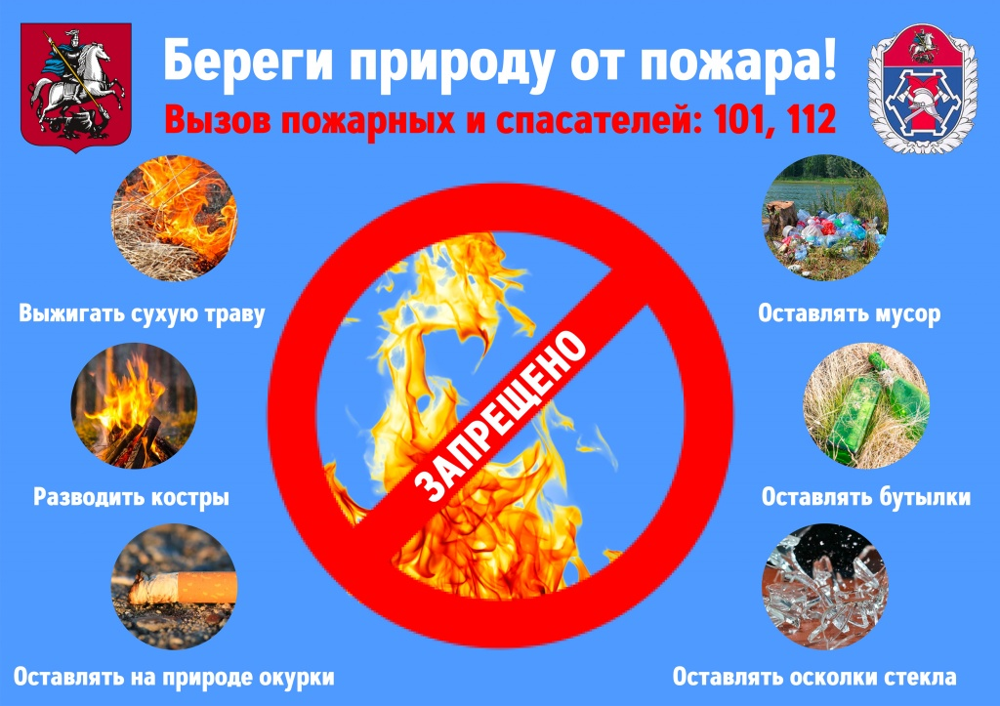 Береги природу от пожара!
Вызов пожарных и спасателей: 101, 112
Выжигать сухую траву
Оставлять мусор
ЗАПРЕЩЕНО
Разводить костры
Оставлять бутылки
Оставлять на природе окурки
Оставлять осколки стекла